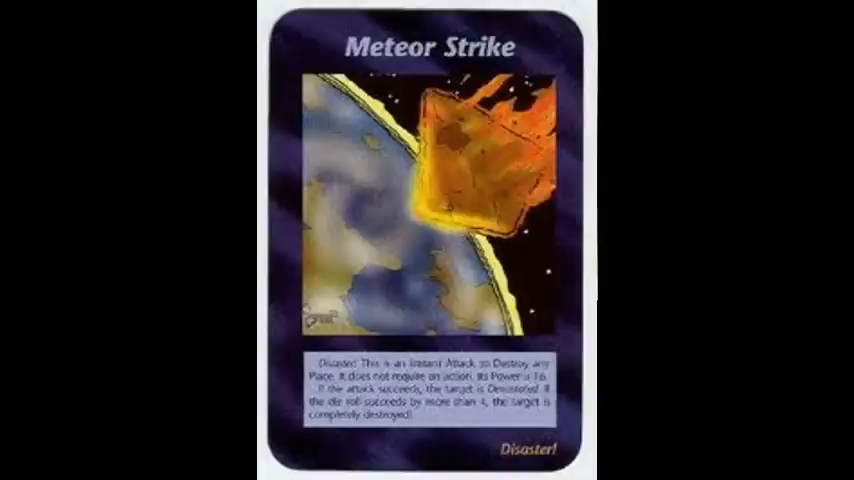 Meteor Strike
Disaster! This is an Instant Attack to Destroy any
Place. It does not require an action. Its Power is 16.
If the attack succeeds, the target is Devastated! If
the die roll succeeds by more than 4, the target is
completely destroyed!
Disaster!